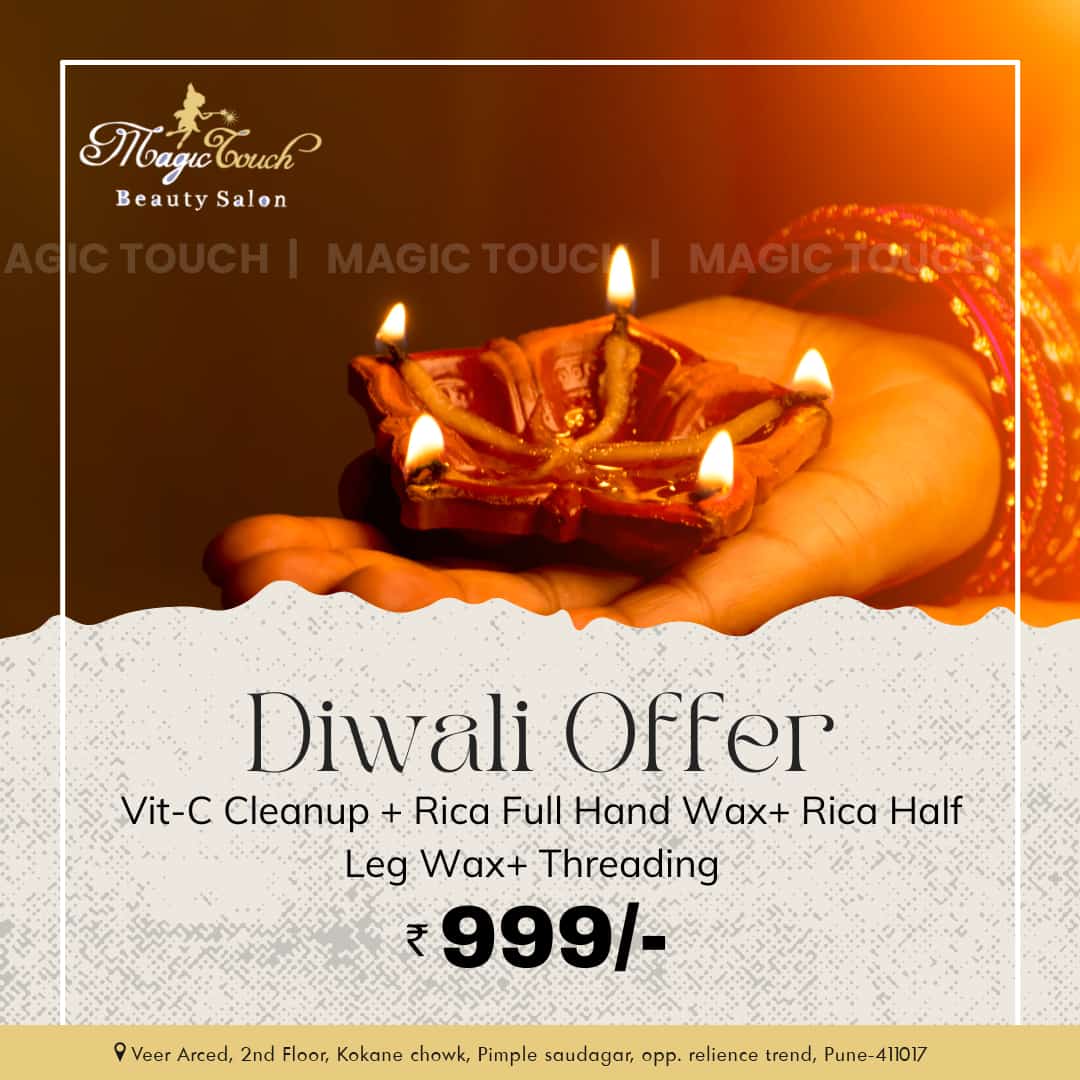 Magic Touch
Beauty Salon
AGIC TOUCH | MAGIC TOUCH | MAGIC TOUCH | M
Diwali Offer
Vit-C Cleanup + Rica Full Hand Wax+ Rica Half
Leg Wax+ Threading
₹ 999/-
Veer Arced, 2nd Floor, Kokane chowk, Pimple saudagar, opp. relience trend, Pune-411017